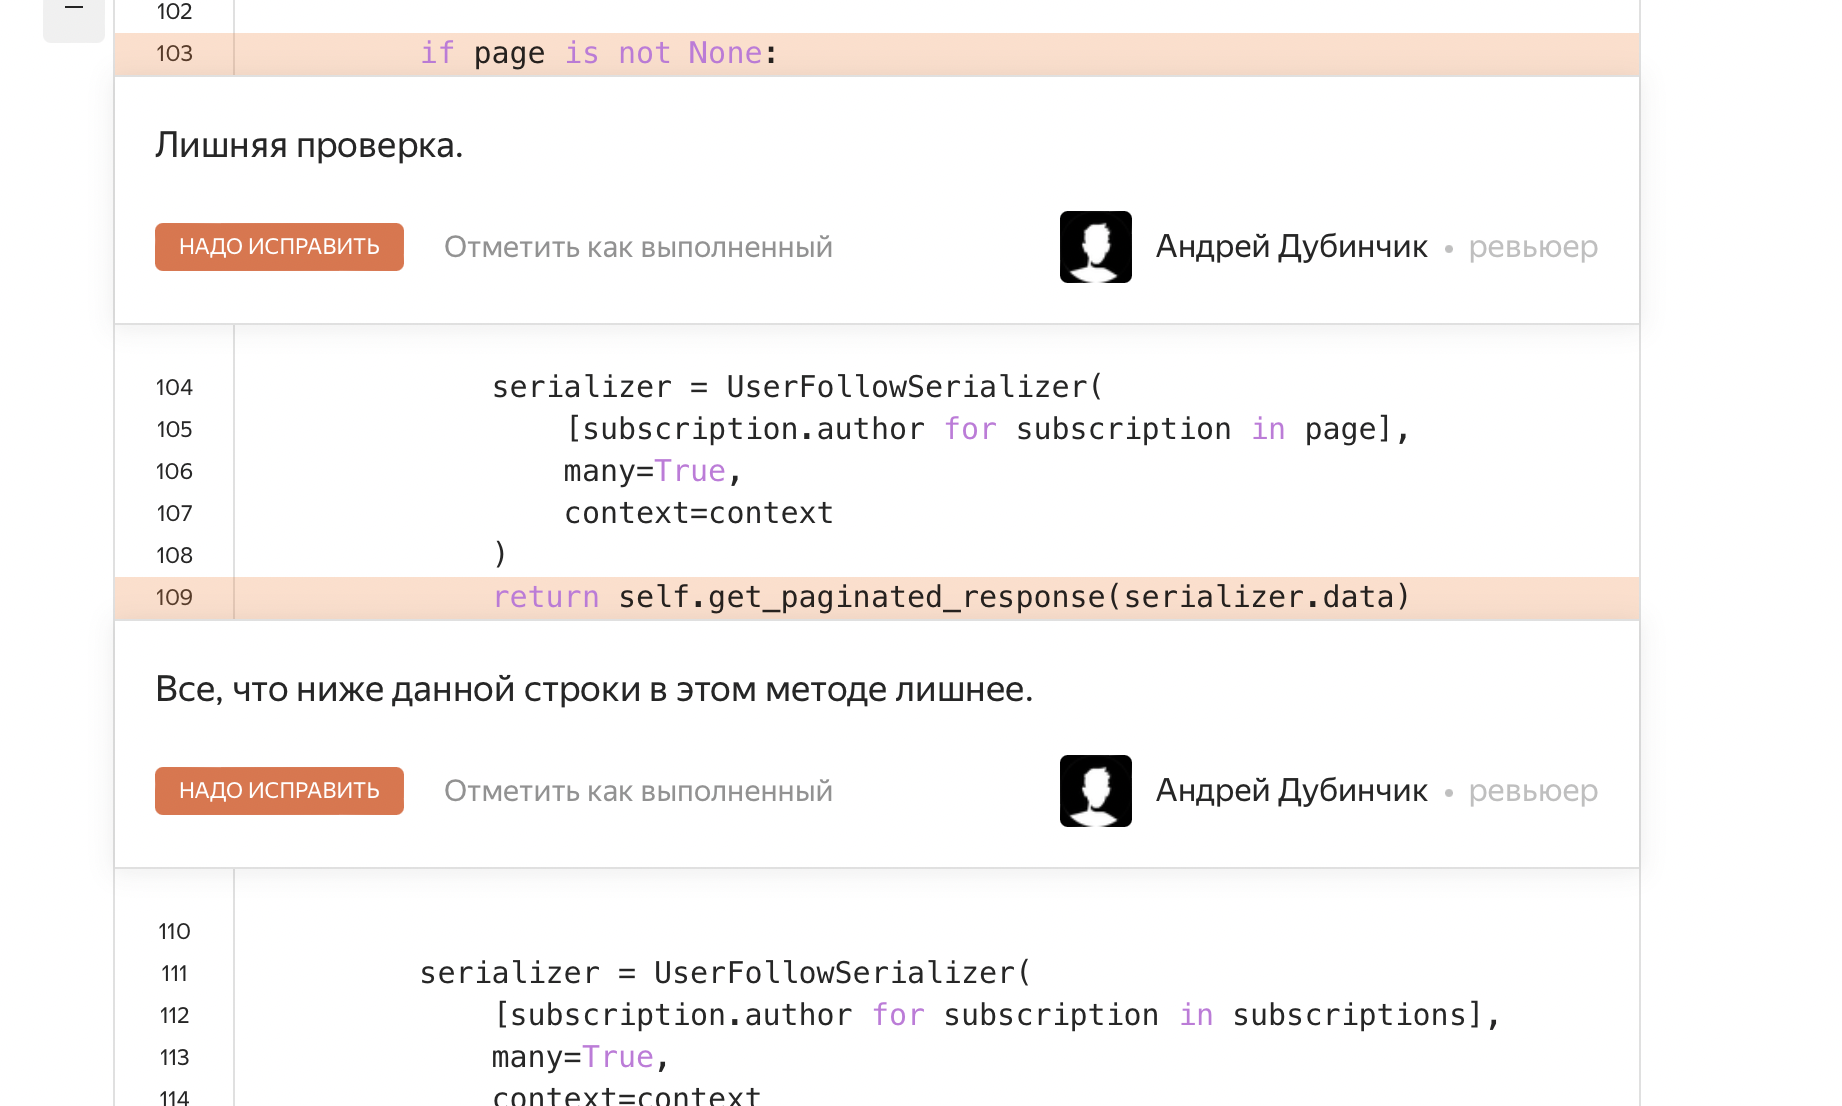 102
103 if page is not None:
Лишняя проверка.
НАДО ИСПРАВИТЬ Отметить как выполненный Андрей Дубинчик • ревьюер
104 serializer = UserFollowSerializer(
105 [subscription.author for subscription in page],
106 many=True,
107 context=context
108 )
109 return self.get_paginated_response(serializer.data)
Все, что ниже данной строки в этом методе лишнее.
НАДО ИСПРАВИТЬ Отметить как выполненный Андрей Дубинчик • ревьюер
110
111 serializer = UserFollowSerializer(
112 [subscription.author for subscription in subscriptions],
113 many=True,
114 context=context